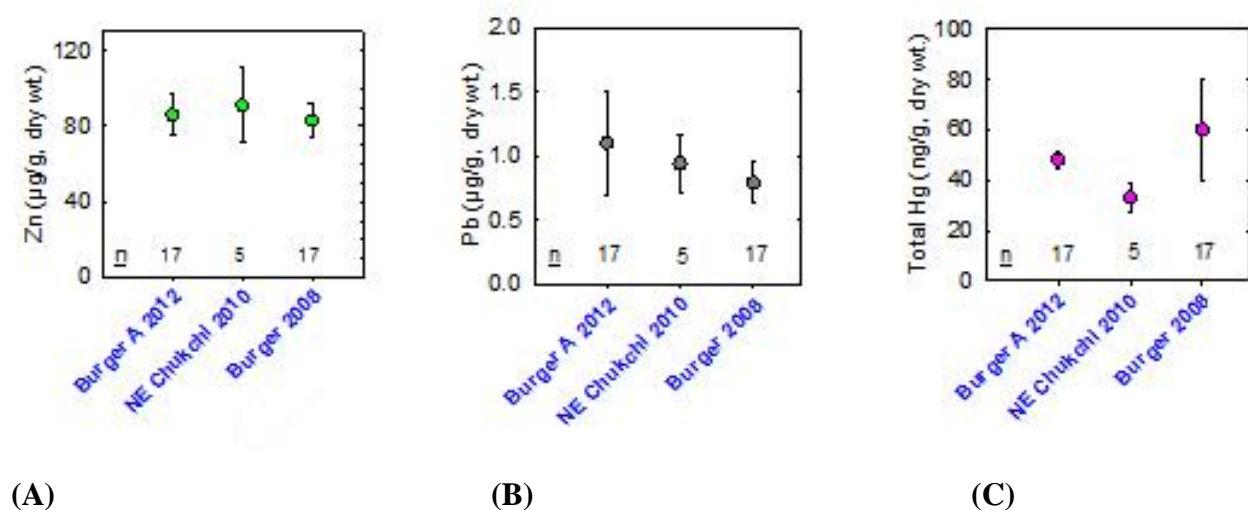 Zn (µg/g, dry wt.)
120
80
40
0
n 17 5 17
Burger A 2012
NE Chukchi 2010
Burger 2008
(A)
Pb (µg/g, dry wt.)
2.0
1.5
1.0
0.5
0.0
n 17 5 17
Burger A 2012
NE Chukchi 2010
Burger 2008
(B)
Total Hg (ng/g, dry wt.)
100
80
60
40
20
0
n 17 5 17
Burger A 2012
NE Chukchi 2010
Burger 2008
(C)